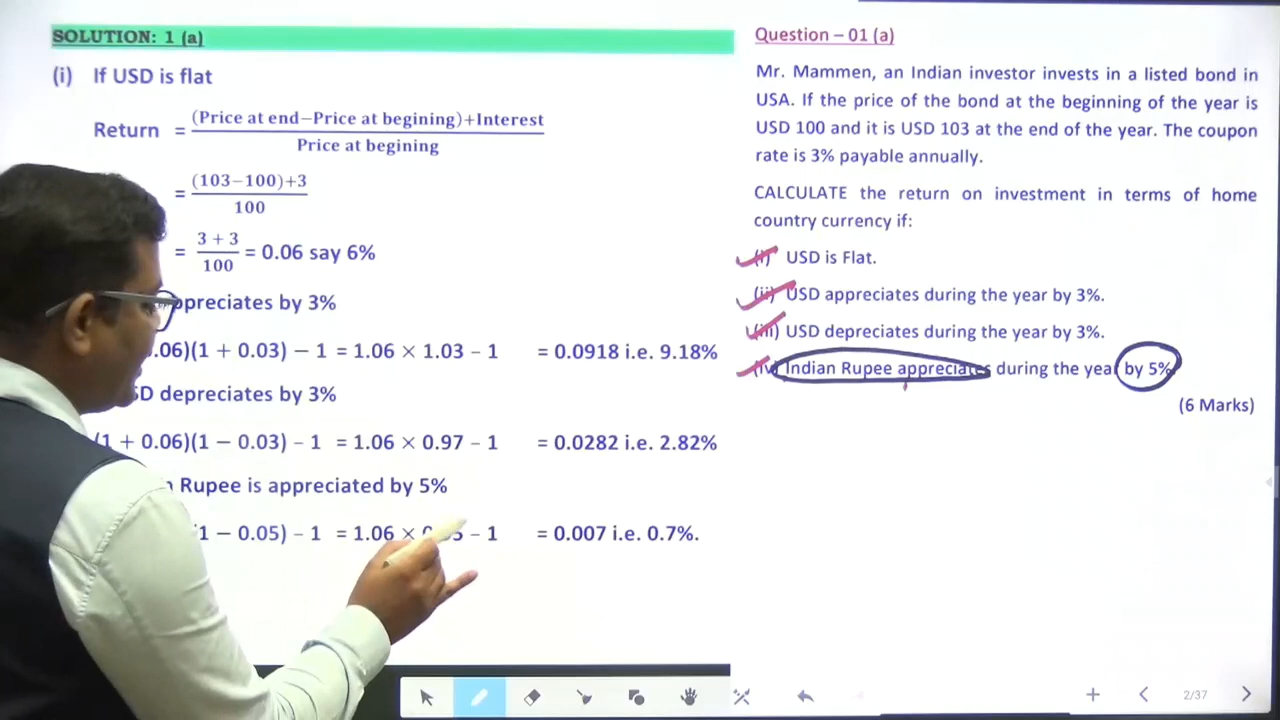 SOLUTION: 1 (a)
(i) If USD is flat
Return = (Price at end−Price at begining)+Interest
Price at begining
= (103−100)+3
100
= 3 + 3
100
= 0.06 say 6%
ppreciates by 3%
.06)(1 + 0.03) − 1 = 1.06 × 1.03 − 1 = 0.0918 i.e. 9.18%
SD depreciates by 3%
(1 + 0.06)(1 − 0.03) − 1 = 1.06 × 0.97 − 1 = 0.0282 i.e. 2.82%
Rupee is appreciated by 5%
1 − 0.05) − 1 = 1.06 × − 1 = 0.007 i.e. 0.7%.
Question – 01 (a)
Mr. Mammen, an Indian investor invests in a listed bond in
USA. If the price of the bond at the beginning of the year is
USD 100 and it is USD 103 at the end of the year. The coupon
rate is 3% payable annually.
CALCULATE the return on investment in terms of home
country currency if:
(i) USD is Flat.
(ii) USD appreciates during the year by 3%.
(iii) USD depreciates during the year by 3%.
(iv) Indian Rupee appreciates during the year by 5%
(6 Marks)
2/37